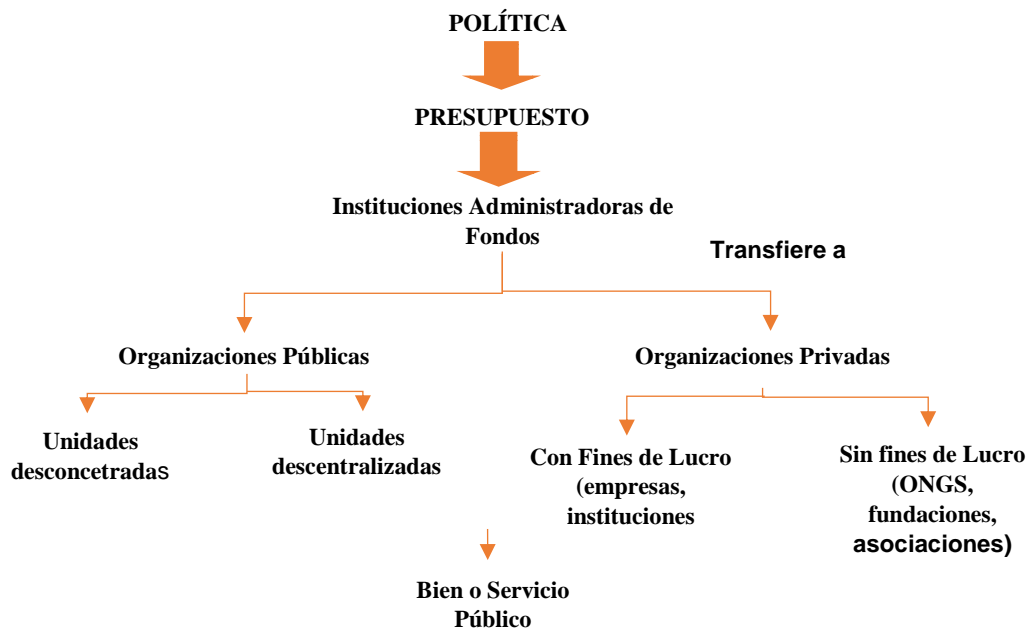 POLÍTICA
PRESUPUESTO
Instituciones Administradoras de
Fondos
Transfiere a
Organizaciones Públicas
Organizaciones Privadas
Unidades
desconcetradas
Unidades
descentralizadas
Con Fines de Lucro
(empresas,
instituciones
Sin fines de Lucro
(ONGS,
fundaciones,
asociaciones)
Bien o Servicio
Público